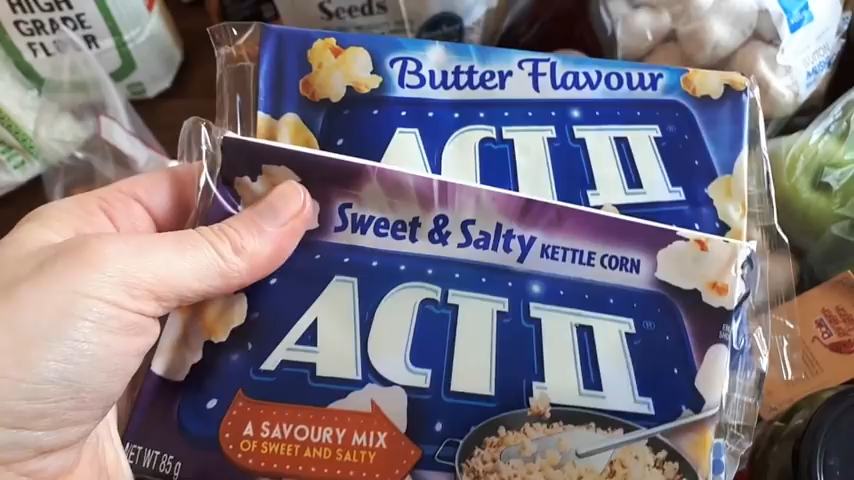 HIGH
GRADE
FLOUR
Seeds
Butter Flavour
ACT II
Sweet & Salty KETTLE CORN
ACT II
A SAVOURY MIX
OF SWEET AND SALTY
NET WT 85g